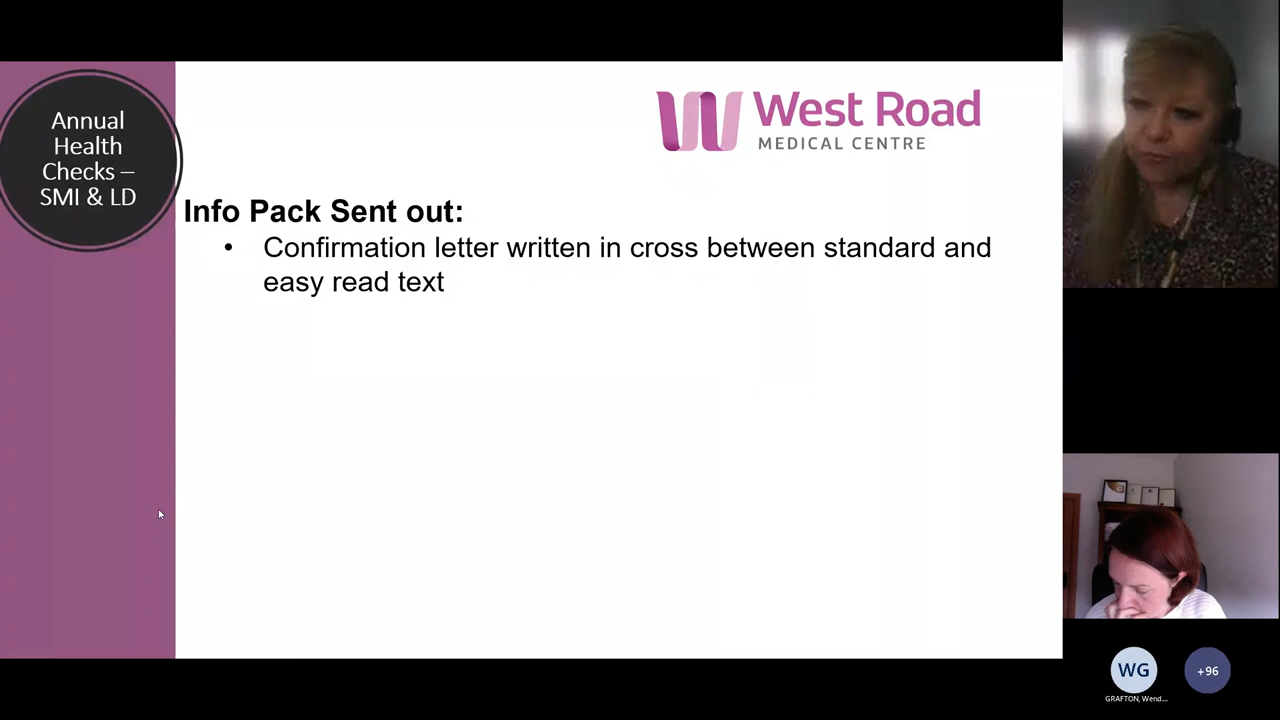 Annual
Health
Checks –
SMI & LD
West Road
MEDICAL CENTRE
Info Pack Sent out:
• Confirmation letter written in cross between standard and
easy read text
WG
+96
GRAFTON, Wend...